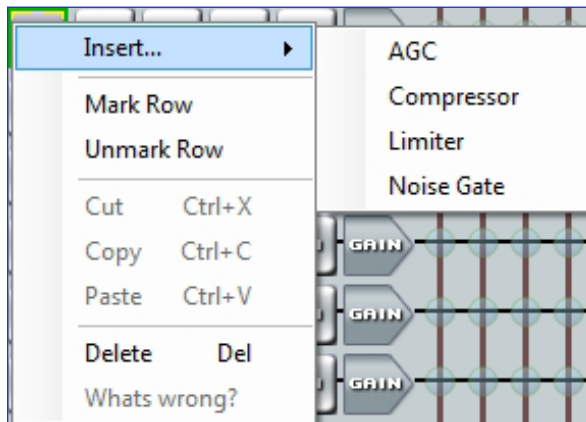 Insert...
AGC
Compressor
Limiter
Noise Gate
Mark Row
Unmark Row
Cut Ctrl+X
Copy Ctrl+C
Paste Ctrl+V
Delete Del
Whats wrong?
GAIN
GAIN
GAIN